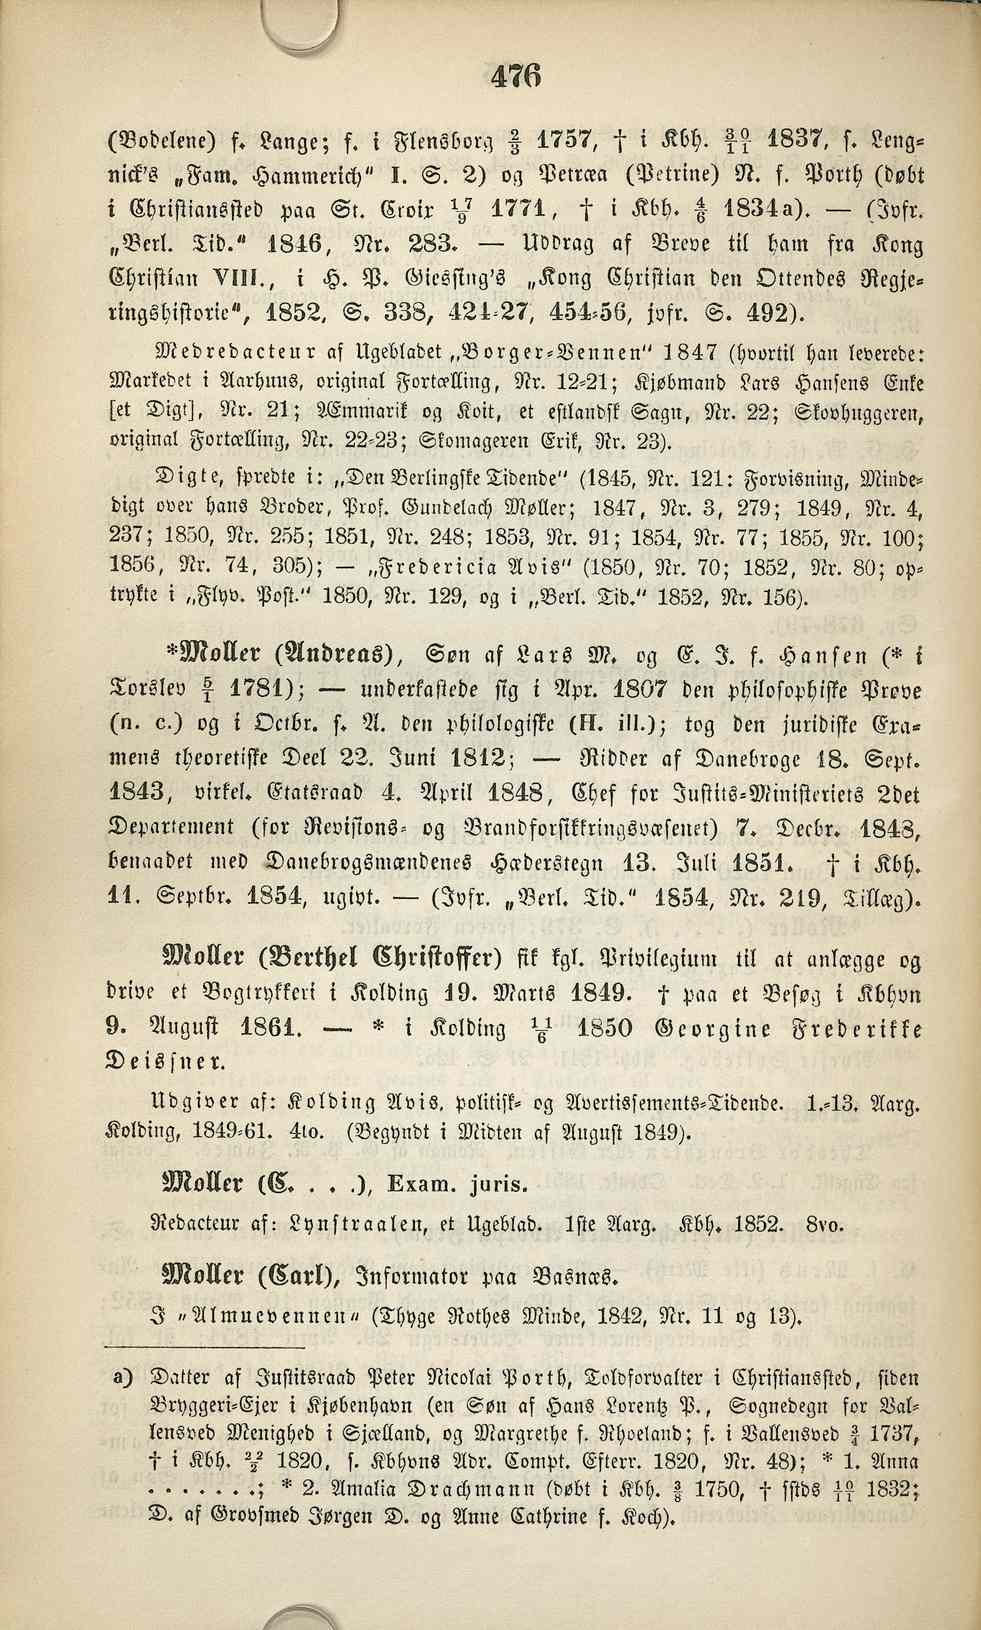 476
(Bodelene) f. Lange; f. i Flensborg 2/3 1757, † i Kbh. 30/11 1837, s. Leng-
nick's „Fam. Hammerich" I. S. 2) og Petræa (Petrine) N. f. Porth (døbt
i Christianssted paa St. Croix 17/9 1771, † i Kbh. 4/6 1834a). — (Jvfr.
„Berl. Tid." 1846, Nr. 283. — Uddrag af Breve til ham fra Kong
Christian VIII., i H. P. Giessing's „Kong Christian den Ottendes Regje-
ringshistorie", 1852, S. 338, 421-27, 454-56, jvfr. S. 492).
Medredacteur af Ugebladet „Borger-Vennen" 1847 (hvortil han leverede:
Markedet i Aarhuus, original Fortælling, Nr. 12-21; Kjøbmand Lars Hansens Enke
[et Digt], Nr. 21; Æmmarik og Koit, et estlandsk Sagn, Nr. 22; Skovhuggeren,
original Fortælling, Nr. 22-23; Skomageren Erik, Nr. 23).
Digte, spredte i: „Den Berlingske Tidende" (1845, Nr. 121: Forvisning, Minde-
digt over hans Broder, Prof. Gundelach Møller; 1847, Nr. 3, 279; 1849, Nr. 4,
237; 1850, Nr. 255; 1851, Nr. 248; 1853, Nr. 91; 1854, Nr. 77; 1855, Nr. 100;
1856, Nr. 74, 305); — „Fredericia Avis" (1850, Nr. 70; 1852, Nr. 80; op-
trykte i „Flyv. Post." 1850, Nr. 129, og i „Berl. Tid." 1852, Nr. 156).
*Møller (Andreas), Søn af Lars M. og E. J. f. Hansen (* i
Torslev 5/1 1781); — underkastede sig i Apr. 1807 den philosophiske Prøve
(n. c.) og i Octbr. s. A. den philologiske (H. ill.); tog den juridiske Exa-
mens theoretiske Deel 22. Juni 1812; — Ridder af Danebroge 18. Sept.
1843, virkel. Etatsraad 4. April 1848, Chef for Justits-Ministeriets 2det
Departement (for Revisions- og Brandforsikkringsvæsenet) 7. Decbr. 1848,
benaadet med Danebrogsmændenes Hæderstegn 13. Juli 1851. † i Kbh.
11. Septbr. 1854, ugivt. — (Jvfr. „Berl. Tid." 1854, Nr. 219, Tillæg).
Møller (Berthel Christoffer) fik kgl. Privilegium til at anlægge og
drive et Bogtrykkeri i Kolding 19. Marts 1849. † paa et Besøg i Kbhvn
9. August 1861. — * i Kolding 11/6 1850 Georgine Frederikke
Deissner.
Udgiver af: Kolding Avis, politisk- og Avertissements-Tidende. 1.-13. Aarg.
Kolding, 1849-61. 4to. (Begyndt i Midten af August 1849).
Møller (C. . . .), Exam. juris.
Redacteur af: Lynstraalen, et Ugeblad. 1ste Aarg. Kbh. 1852. 8vo.
Møller (Carl), Informator paa Basnæs.
I „Almuevennen" (Thyge Rothes Minde, 1842, Nr. 11 og 13).
a) Datter af Justitsraad Peter Nicolai Porth, Toldforvalter i Christianssted, siden
Bryggeri-Ejer i Kjøbenhavn (en Søn af Hans Lorentz P., Sognedegn for Val-
lensved Menighed i Sjælland, og Margrethe f. Rhoeland; f. i Vallensved 3/4 1737,
† i Kbh. 22/2 1820, s. Kbhvns Adr. Compt. Efterr. 1820, Nr. 48); * 1. Anna
. . . . . . .; * 2. Amalia Drachmann (døbt i Kbh. 3/8 1750, † sstds 10/11 1832;
D. af Grovsmed Jørgen D. og Anne Cathrine f. Koch).